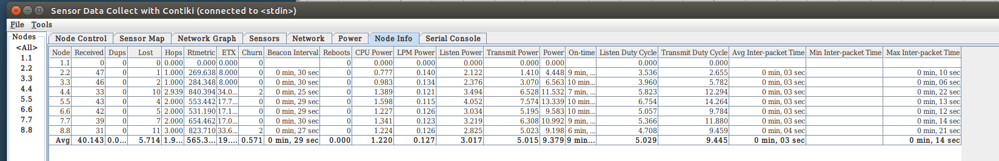 Sensor Data Collect with Contiki (connected to <stdin>)
File Tools
Nodes
<All>
1.1
2.2
3.3
4.4
5.5
6.6
7.7
8.8
Node Control Sensor Map Network Graph Sensors Network Power Node Info Serial Console
Node Received Dups Lost Hops Rtmetric ETX Churn Beacon Interval Reboots CPU Power LPM Power Listen Power Transmit Power Power On-time Listen Duty Cycle Transmit Duty Cycle Avg Inter-packet Time Min Inter-packet Time Max Inter-packet Time
1.1 0 0 0 0.000 0.000 0.000 0 0 0.000 0.000 0.000 0.000 0.000 0.000 0.000
2.2 47 0 1 1.000 269.638 8.000 0 0 min, 30 sec 0 0.777 0.140 2.122 1.410 4.448 9 min, ... 3.536 2.655 0 min, 03 sec 0 min, 10 sec
3.3 46 0 2 1.000 284.348 8.000 0 0 min, 30 sec 0 0.983 0.134 2.376 3.070 6.563 10 min... 3.960 5.782 0 min, 03 sec 0 min, 06 sec
4.4 33 0 10 2.939 840.394 34.0... 2 0 min, 25 sec 0 1.389 0.121 3.494 6.528 11.532 7 min, ... 5.823 12.294 0 min, 03 sec 0 min, 22 sec
5.5 43 0 4 2.000 553.442 17.7... 0 0 min, 29 sec 0 1.598 0.115 4.052 7.574 13.339 10 min... 6.754 14.264 0 min, 03 sec 0 min, 13 sec
6.6 42 0 5 2.000 531.190 17.1... 0 0 min, 29 sec 0 1.227 0.126 3.034 5.195 9.583 10 min... 5.057 9.784 0 min, 03 sec 0 min, 12 sec
7.7 39 0 7 2.000 654.462 17.0... 0 0 min, 30 sec 0 1.341 0.123 3.219 6.308 10.992 9 min, ... 5.366 11.880 0 min, 03 sec 0 min, 14 sec
8.8 31 0 11 3.000 823.710 33.6... 2 0 min, 27 sec 0 1.224 0.126 2.825 5.023 9.198 6 min, ... 4.708 9.459 0 min, 04 sec 0 min, 21 sec
Avg 40.143 0.0... 5.714 1.9... 565.3... 19.... 0.571 0 min, 29 sec 0.000 1.220 0.127 3.017 5.015 9.379 9 min... 5.029 9.445 0 min, 03 sec 0 min, 14 sec